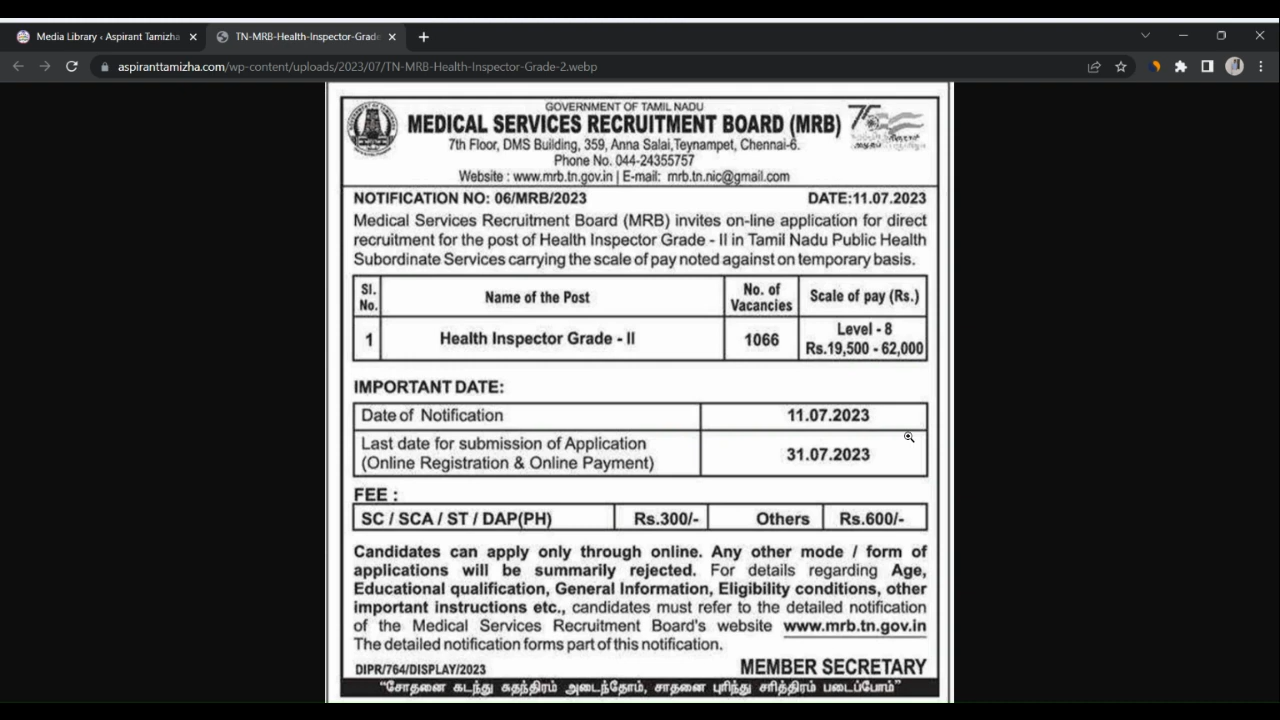 Media Library ‹ Aspirant Tamizha
TN-MRB-Health-Inspector-Grade
aspiranttamizha.com/wp-content/uploads/2023/07/TN-MRB-Health-Inspector-Grade-2.webp
GOVERNMENT OF TAMIL NADU
MEDICAL SERVICES RECRUITMENT BOARD (MRB)
7th Floor, DMS Building, 359, Anna Salai,Teynampet, Chennai-6.
Phone No. 044-24355757
Website : www.mrb.tn.gov.in | E-mail: mrb.tn.nic@gmail.com
75
NOTIFICATION NO: 06/MRB/2023 DATE:11.07.2023
Medical Services Recruitment Board (MRB) invites on-line application for direct
recruitment for the post of Health Inspector Grade - II in Tamil Nadu Public Health
Subordinate Services carrying the scale of pay noted against on temporary basis.
Sl. No. Name of the Post No. of Vacancies Scale of pay (Rs.)
1 Health Inspector Grade - II 1066 Level - 8
Rs.19,500 - 62,000
IMPORTANT DATE:
Date of Notification 11.07.2023
Last date for submission of Application
(Online Registration & Online Payment) 31.07.2023
FEE :
SC / SCA / ST / DAP(PH) Rs.300/- Others Rs.600/-
Candidates can apply only through online. Any other mode / form of
applications will be summarily rejected. For details regarding Age,
Educational qualification, General Information, Eligibility conditions, other
important instructions etc., candidates must refer to the detailed notification
of the Medical Services Recruitment Board's website www.mrb.tn.gov.in
The detailed notification forms part of this notification.
DIPR/764/DISPLAY/2023 MEMBER SECRETARY
“சோதனை கடந்து சுதந்திரம் அடைந்தோம், சாதனை புரிந்து சரித்திரம் படைப்போம்”